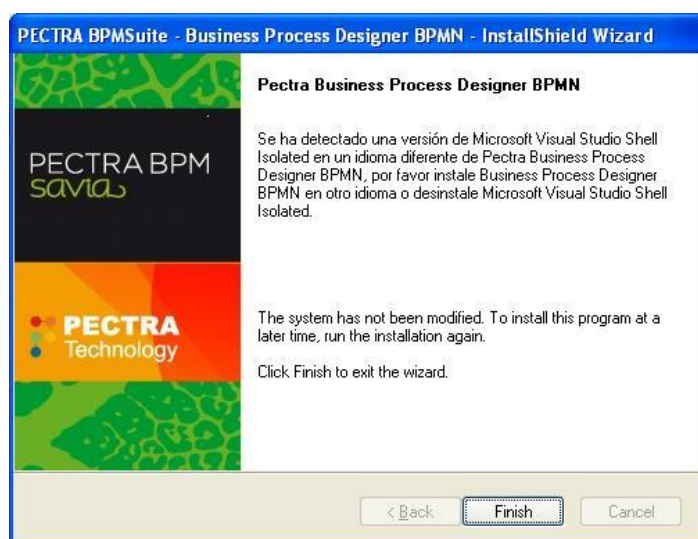 PECTRA BPMSuite - Business Process Designer BPMN - InstallShield Wizard
Pectra Business Process Designer BPMN
Se ha detectado una versión de Microsoft Visual Studio Shell
Isolated en un idioma diferente de Pectra Business Process
Designer BPMN, por favor instale Business Process Designer
BPMN en otro idioma o desinstale Microsoft Visual Studio Shell
Isolated.
PECTRA BPM
savia
PECTRA
Technology
The system has not been modified. To install this program at a
later time, run the installation again.
Click Finish to exit the wizard.
< Back
Finish
Cancel